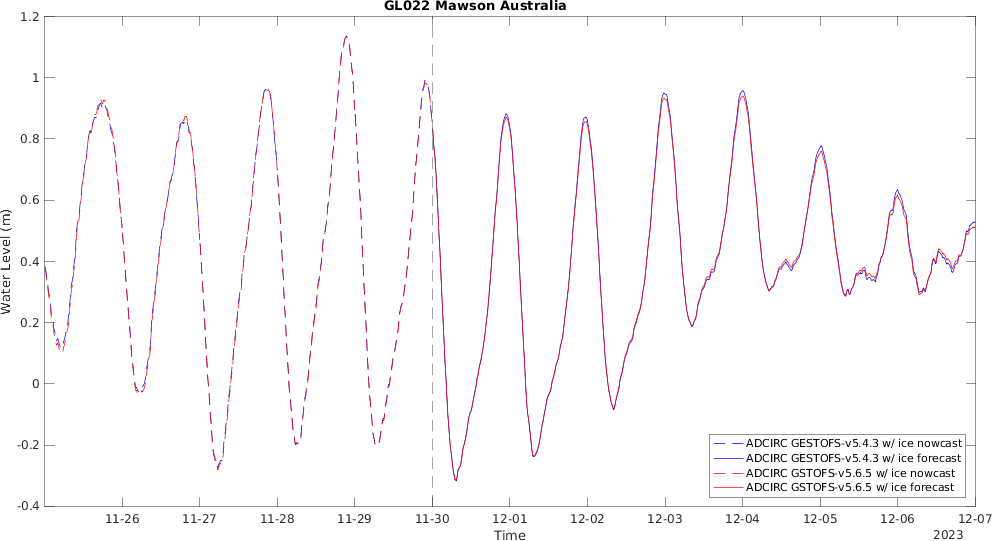 GL022 Mawson Australia
1.2
1
0.8
0.6
0.4
0.2
0
-0.2
-0.4
Water Level (m)
ADCIRC GESTOFS-v5.4.3 w/ ice nowcast
ADCIRC GESTOFS-v5.4.3 w/ ice forecast
ADCIRC GSTOFS-v5.6.5 w/ ice nowcast
ADCIRC GSTOFS-v5.6.5 w/ ice forecast
11-26 11-27 11-28 11-29 11-30 12-01 12-02 12-03 12-04 12-05 12-06 12-07
Time
2023